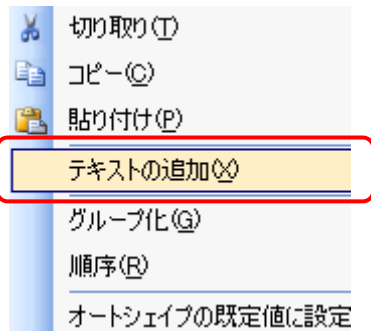 切り取り(T)
コピー(C)
貼り付け(P)
テキストの追加(X)
グループ化(G)
順序(R)
オートシェイプの既定値に設定